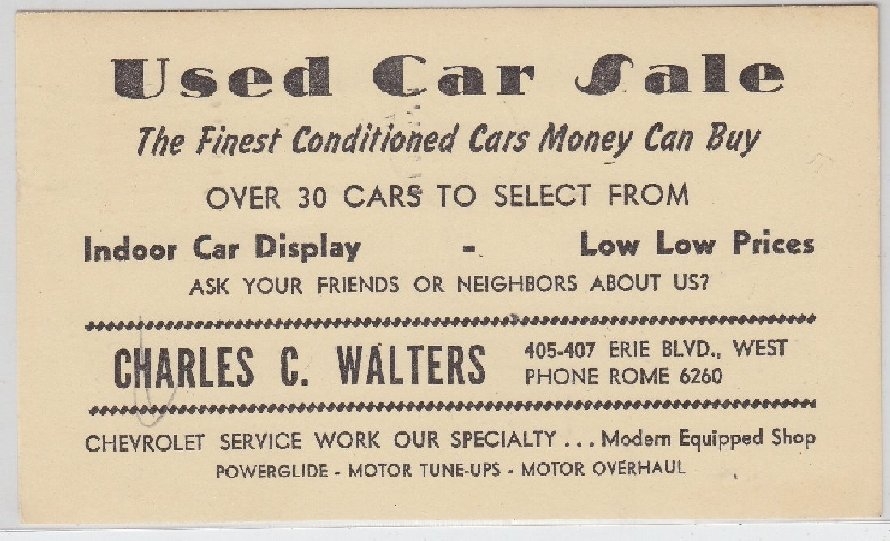 Used Car Sale
The Finest Conditioned Cars Money Can Buy
OVER 30 CARS TO SELECT FROM
Indoor Car Display - Low Low Prices
ASK YOUR FRIENDS OR NEIGHBORS ABOUT US?
CHARLES C. WALTERS
405-407 ERIE BLVD., WEST
PHONE ROME 6260
CHEVROLET SERVICE WORK OUR SPECIALTY . . . Modern Equipped Shop
POWERGLIDE - MOTOR TUNE-UPS - MOTOR OVERHAUL